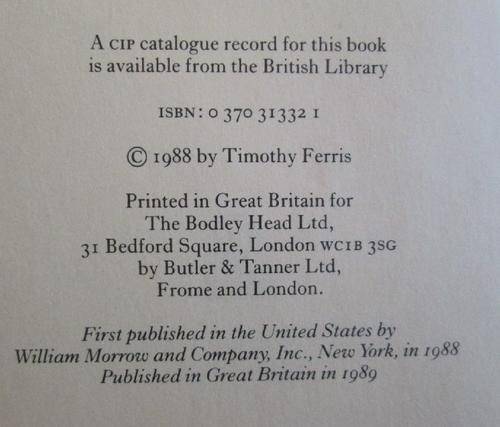 A CIP catalogue record for this book
is available from the British Library
ISBN: 0 370 31332 1
© 1988 by Timothy Ferris
Printed in Great Britain for
The Bodley Head Ltd,
31 Bedford Square, London WC1B 3SG
by Butler & Tanner Ltd,
Frome and London.
First published in the United States by
William Morrow and Company, Inc., New York, in 1988
Published in Great Britain in 1989